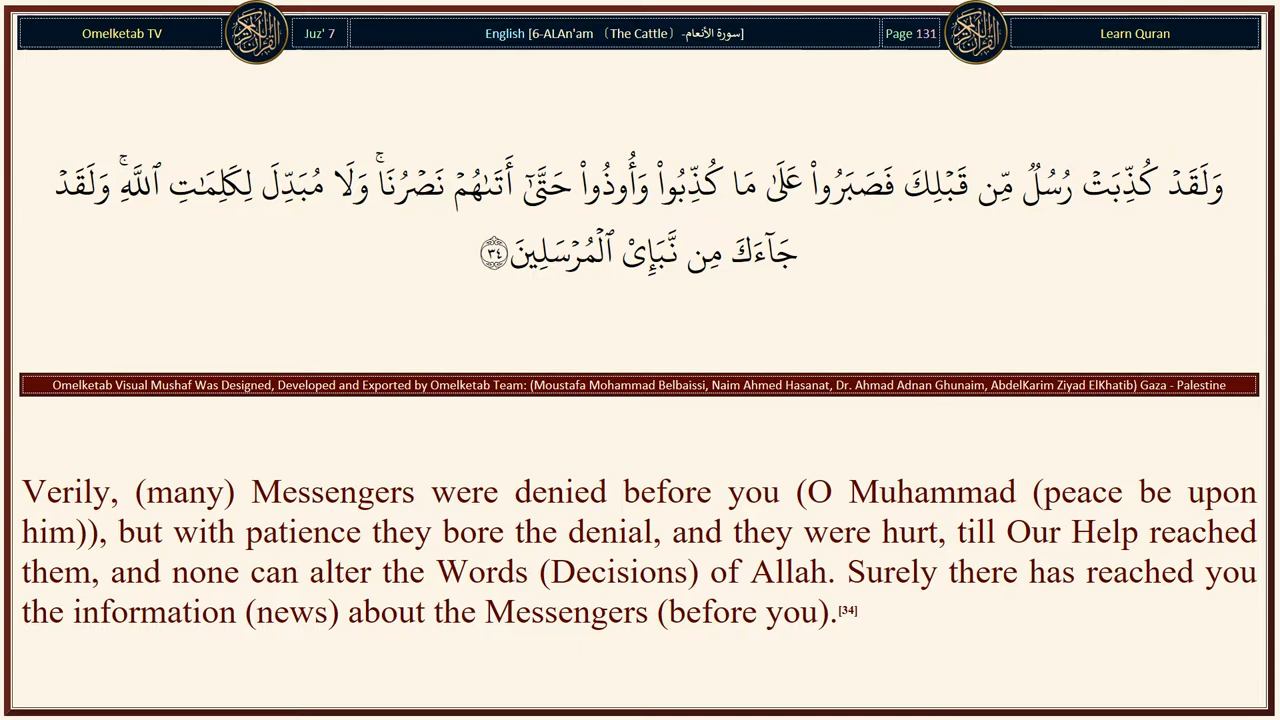 Omelketab TV
Juz' 7
English [6-ALAn'am （The Cattle）-سورة الأنعام]
Page 131
Learn Quran
وَلَقَدۡ كُذِّبَتۡ رُسُلٞ مِّن قَبۡلِكَ فَصَبَرُواْ عَلَىٰ مَا كُذِّبُواْ وَأُوذُواْ حَتَّىٰٓ أَتَىٰهُمۡ نَصۡرُنَاۚ وَلَا مُبَدِّلَ لِكَلِمَٰتِ ٱللَّهِۚ وَلَقَدۡ
جَآءَكَ مِن نَّبَإِيْ ٱلۡمُرۡسَلِينَ ٣٤
Omelketab Visual Mushaf Was Designed, Developed and Exported by Omelketab Team: (Moustafa Mohammad Belbaissi, Naim Ahmed Hasanat, Dr. Ahmad Adnan Ghunaim, AbdelKarim Ziyad ElKhatib) Gaza - Palestine
Verily, (many) Messengers were denied before you (O Muhammad (peace be upon
him)), but with patience they bore the denial, and they were hurt, till Our Help reached
them, and none can alter the Words (Decisions) of Allah. Surely there has reached you
the information (news) about the Messengers (before you).[34]